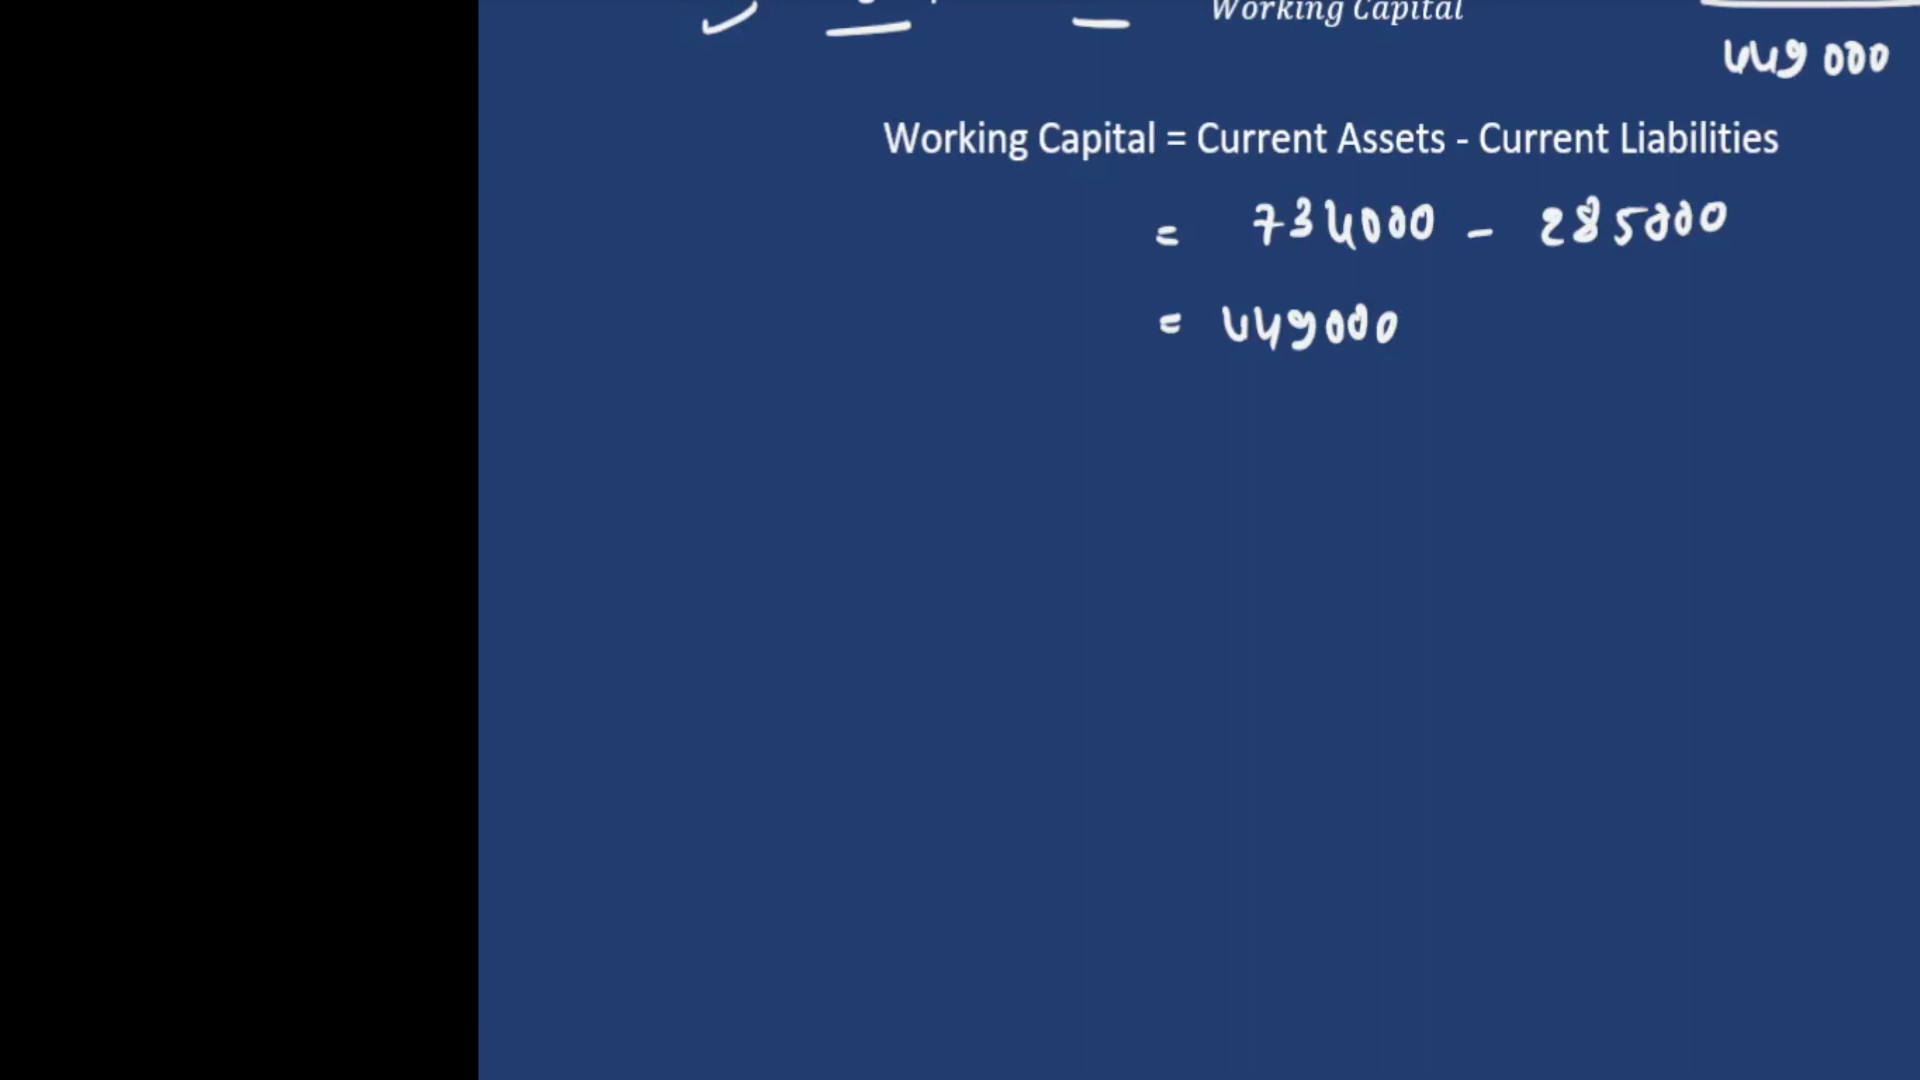 Working Capital
449 000
Working Capital = Current Assets - Current Liabilities
= 734000 - 285000
= 449000